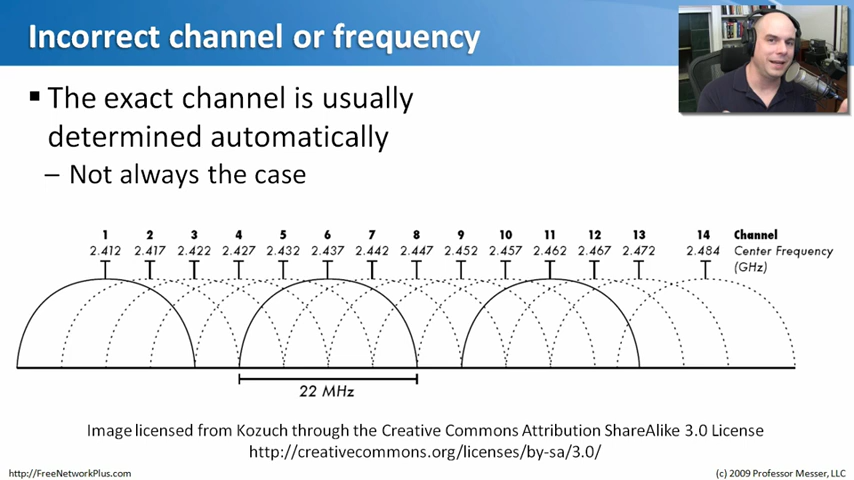 Incorrect channel or frequency
▪ The exact channel is usually
determined automatically
– Not always the case
1 2 3 4 5 6 7 8 9 10 11 12 13 14 Channel
2.412 2.417 2.422 2.427 2.432 2.437 2.442 2.447 2.452 2.457 2.462 2.467 2.472 2.484 Center Frequency
(GHz)
22 MHz
Image licensed from Kozuch through the Creative Commons Attribution ShareAlike 3.0 License
http://creativecommons.org/licenses/by-sa/3.0/
http://FreeNetworkPlus.com
(c) 2009 Professor Messer, LLC